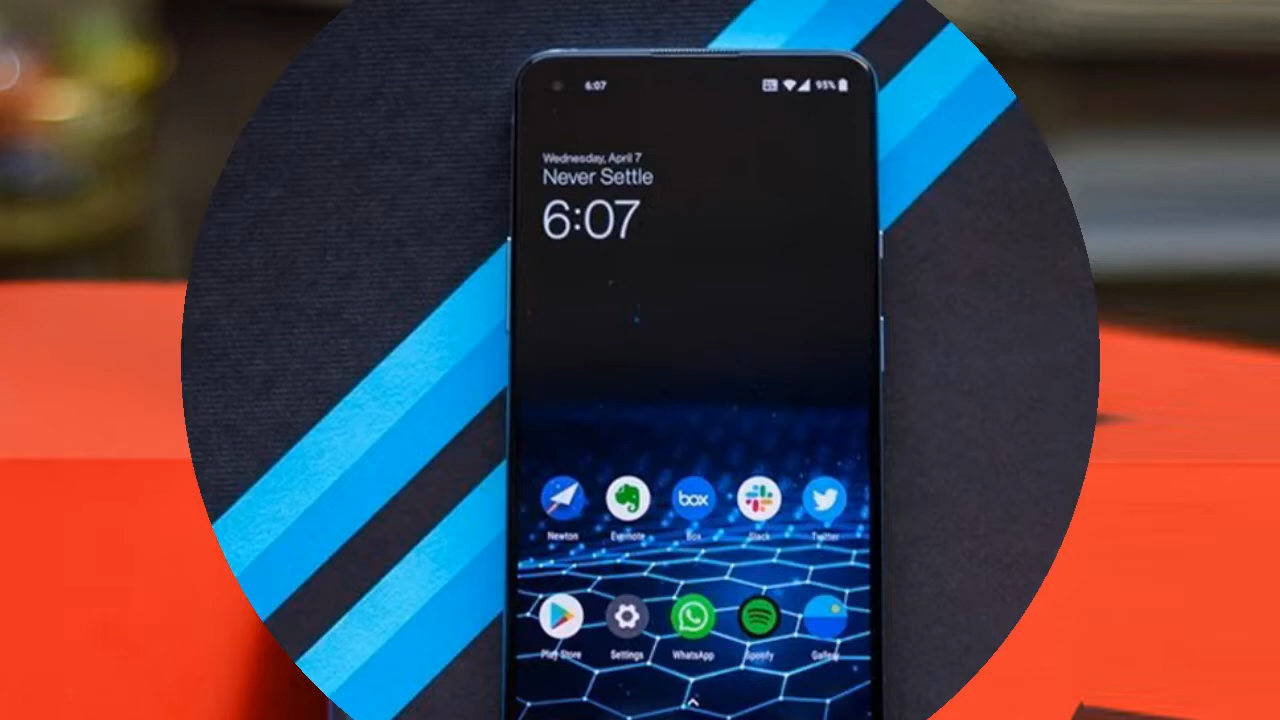 6:07 95%
Wednesday, April 7
Never Settle
6:07
box
Newton Evernote Box Slack Twitter
Play Store Settings WhatsApp Spotify Gallery